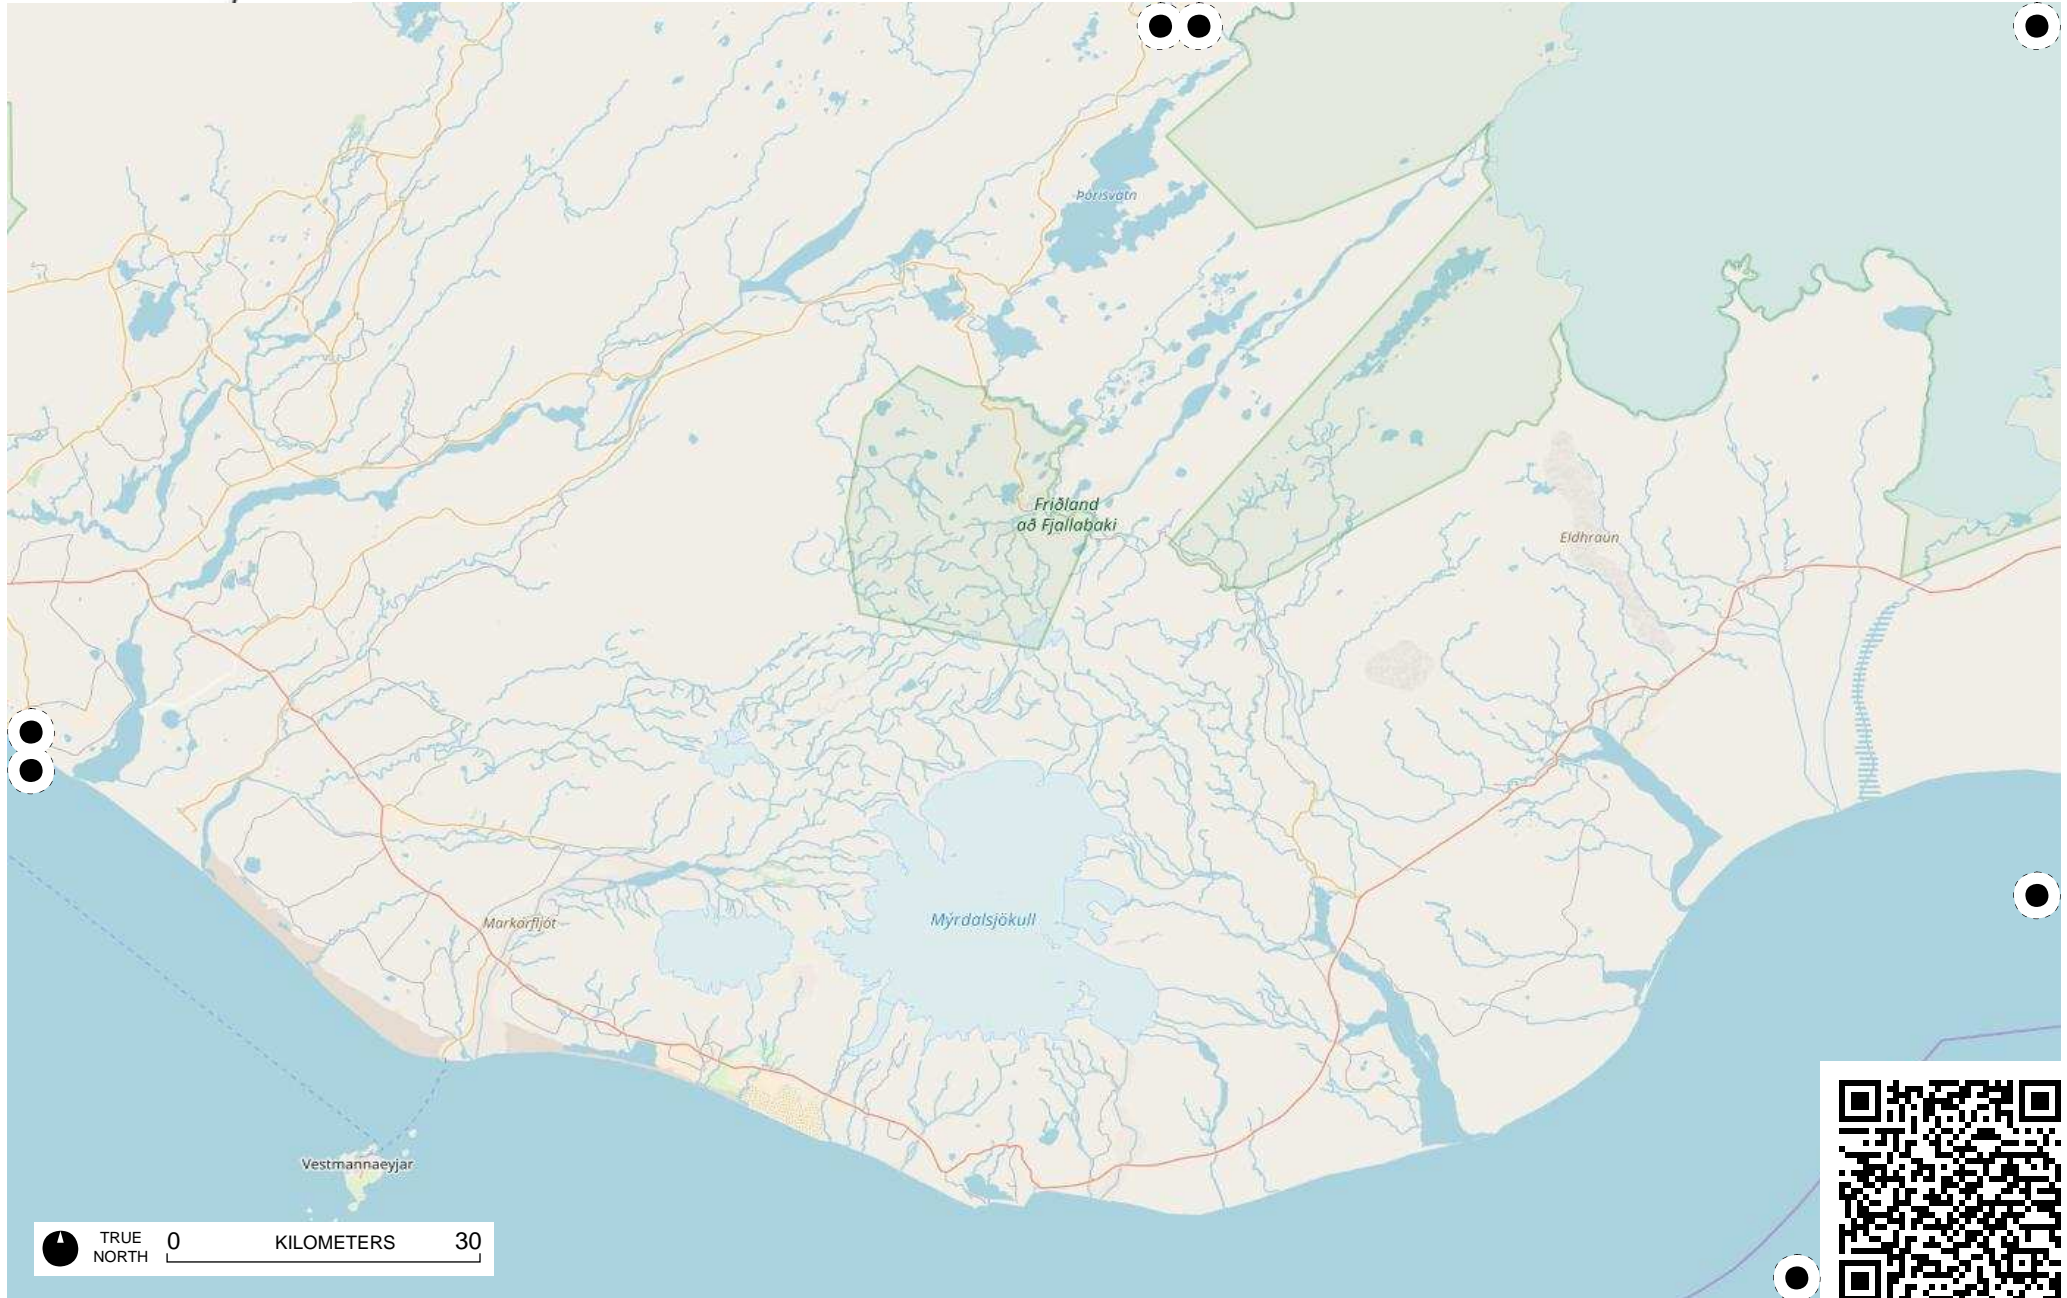 Þórisvatn
Friðland
að Fjallabaki
Eldhraun
Markarfljót
Mýrdalsjökull
Vestmannaeyjar
TRUE
NORTH
0 KILOMETERS 30